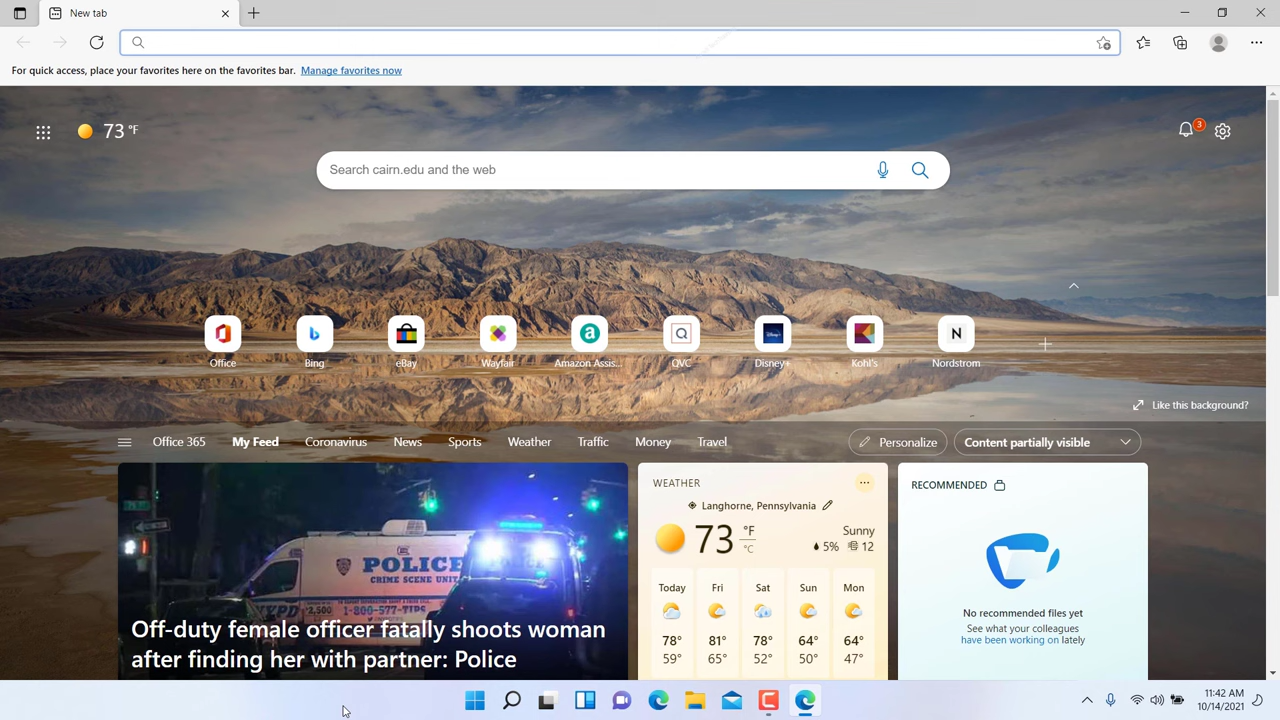 New tab
For quick access, place your favorites here on the favorites bar. Manage favorites now
73 °F
3
Search cairn.edu and the web
Office
Bing
eBay
Wayfair
Amazon Assis...
QVC
Disney+
Kohl's
Nordstrom
Like this background?
Office 365
My Feed
Coronavirus
News
Sports
Weather
Traffic
Money
Travel
Personalize
Content partially visible
POLICE
CRIME SCENE UNIT
1-800-577-TIPS
Off-duty female officer fatally shoots woman
after finding her with partner: Police
WEATHER
Langhorne, Pennsylvania
73 °F
°C
Sunny
5% 12
Today Fri Sat Sun Mon
78° 81° 78° 64° 64°
59° 65° 52° 50° 47°
RECOMMENDED
No recommended files yet
See what your colleagues
have been working on lately
11:42 AM
10/14/2021